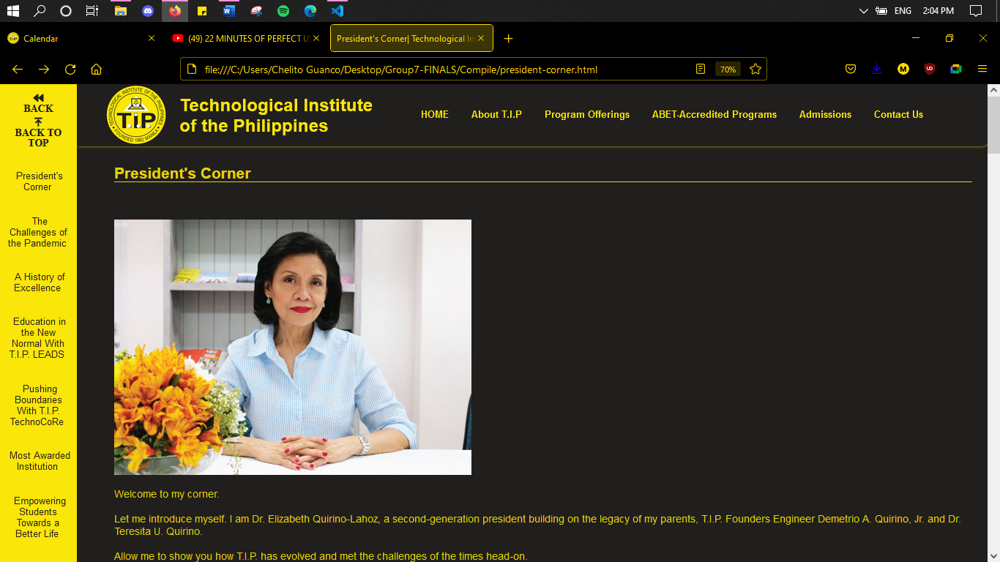 ENG
2:04 PM
Calendar
(49) 22 MINUTES OF PERFECT U
President's Corner| Technological In
file:///C:/Users/Chelito Guanco/Desktop/Group7-FINALS/Compile/president-corner.html
70%
BACK
BACK TO
TOP
President's
Corner
The
Challenges of
the Pandemic
A History of
Excellence
Education in
the New
Normal With
T.I.P. LEADS
Pushing
Boundaries
With T.I.P.
TechnoCoRe
Most Awarded
Institution
Empowering
Students
Towards a
Better Life
TECHNOLOGICAL INSTITUTE OF THE PHILIPPINES
T.I.P.
FOUNDED 1962 MANILA
Technological Institute
of the Philippines
HOME
About T.I.P
Program Offerings
ABET-Accredited Programs
Admissions
Contact Us
President's Corner
Welcome to my corner.
Let me introduce myself. I am Dr. Elizabeth Quirino-Lahoz, a second-generation president building on the legacy of my parents, T.I.P. Founders Engineer Demetrio A. Quirino, Jr. and Dr.
Teresita U. Quirino.
Allow me to show you how T.I.P. has evolved and met the challenges of the times head-on.